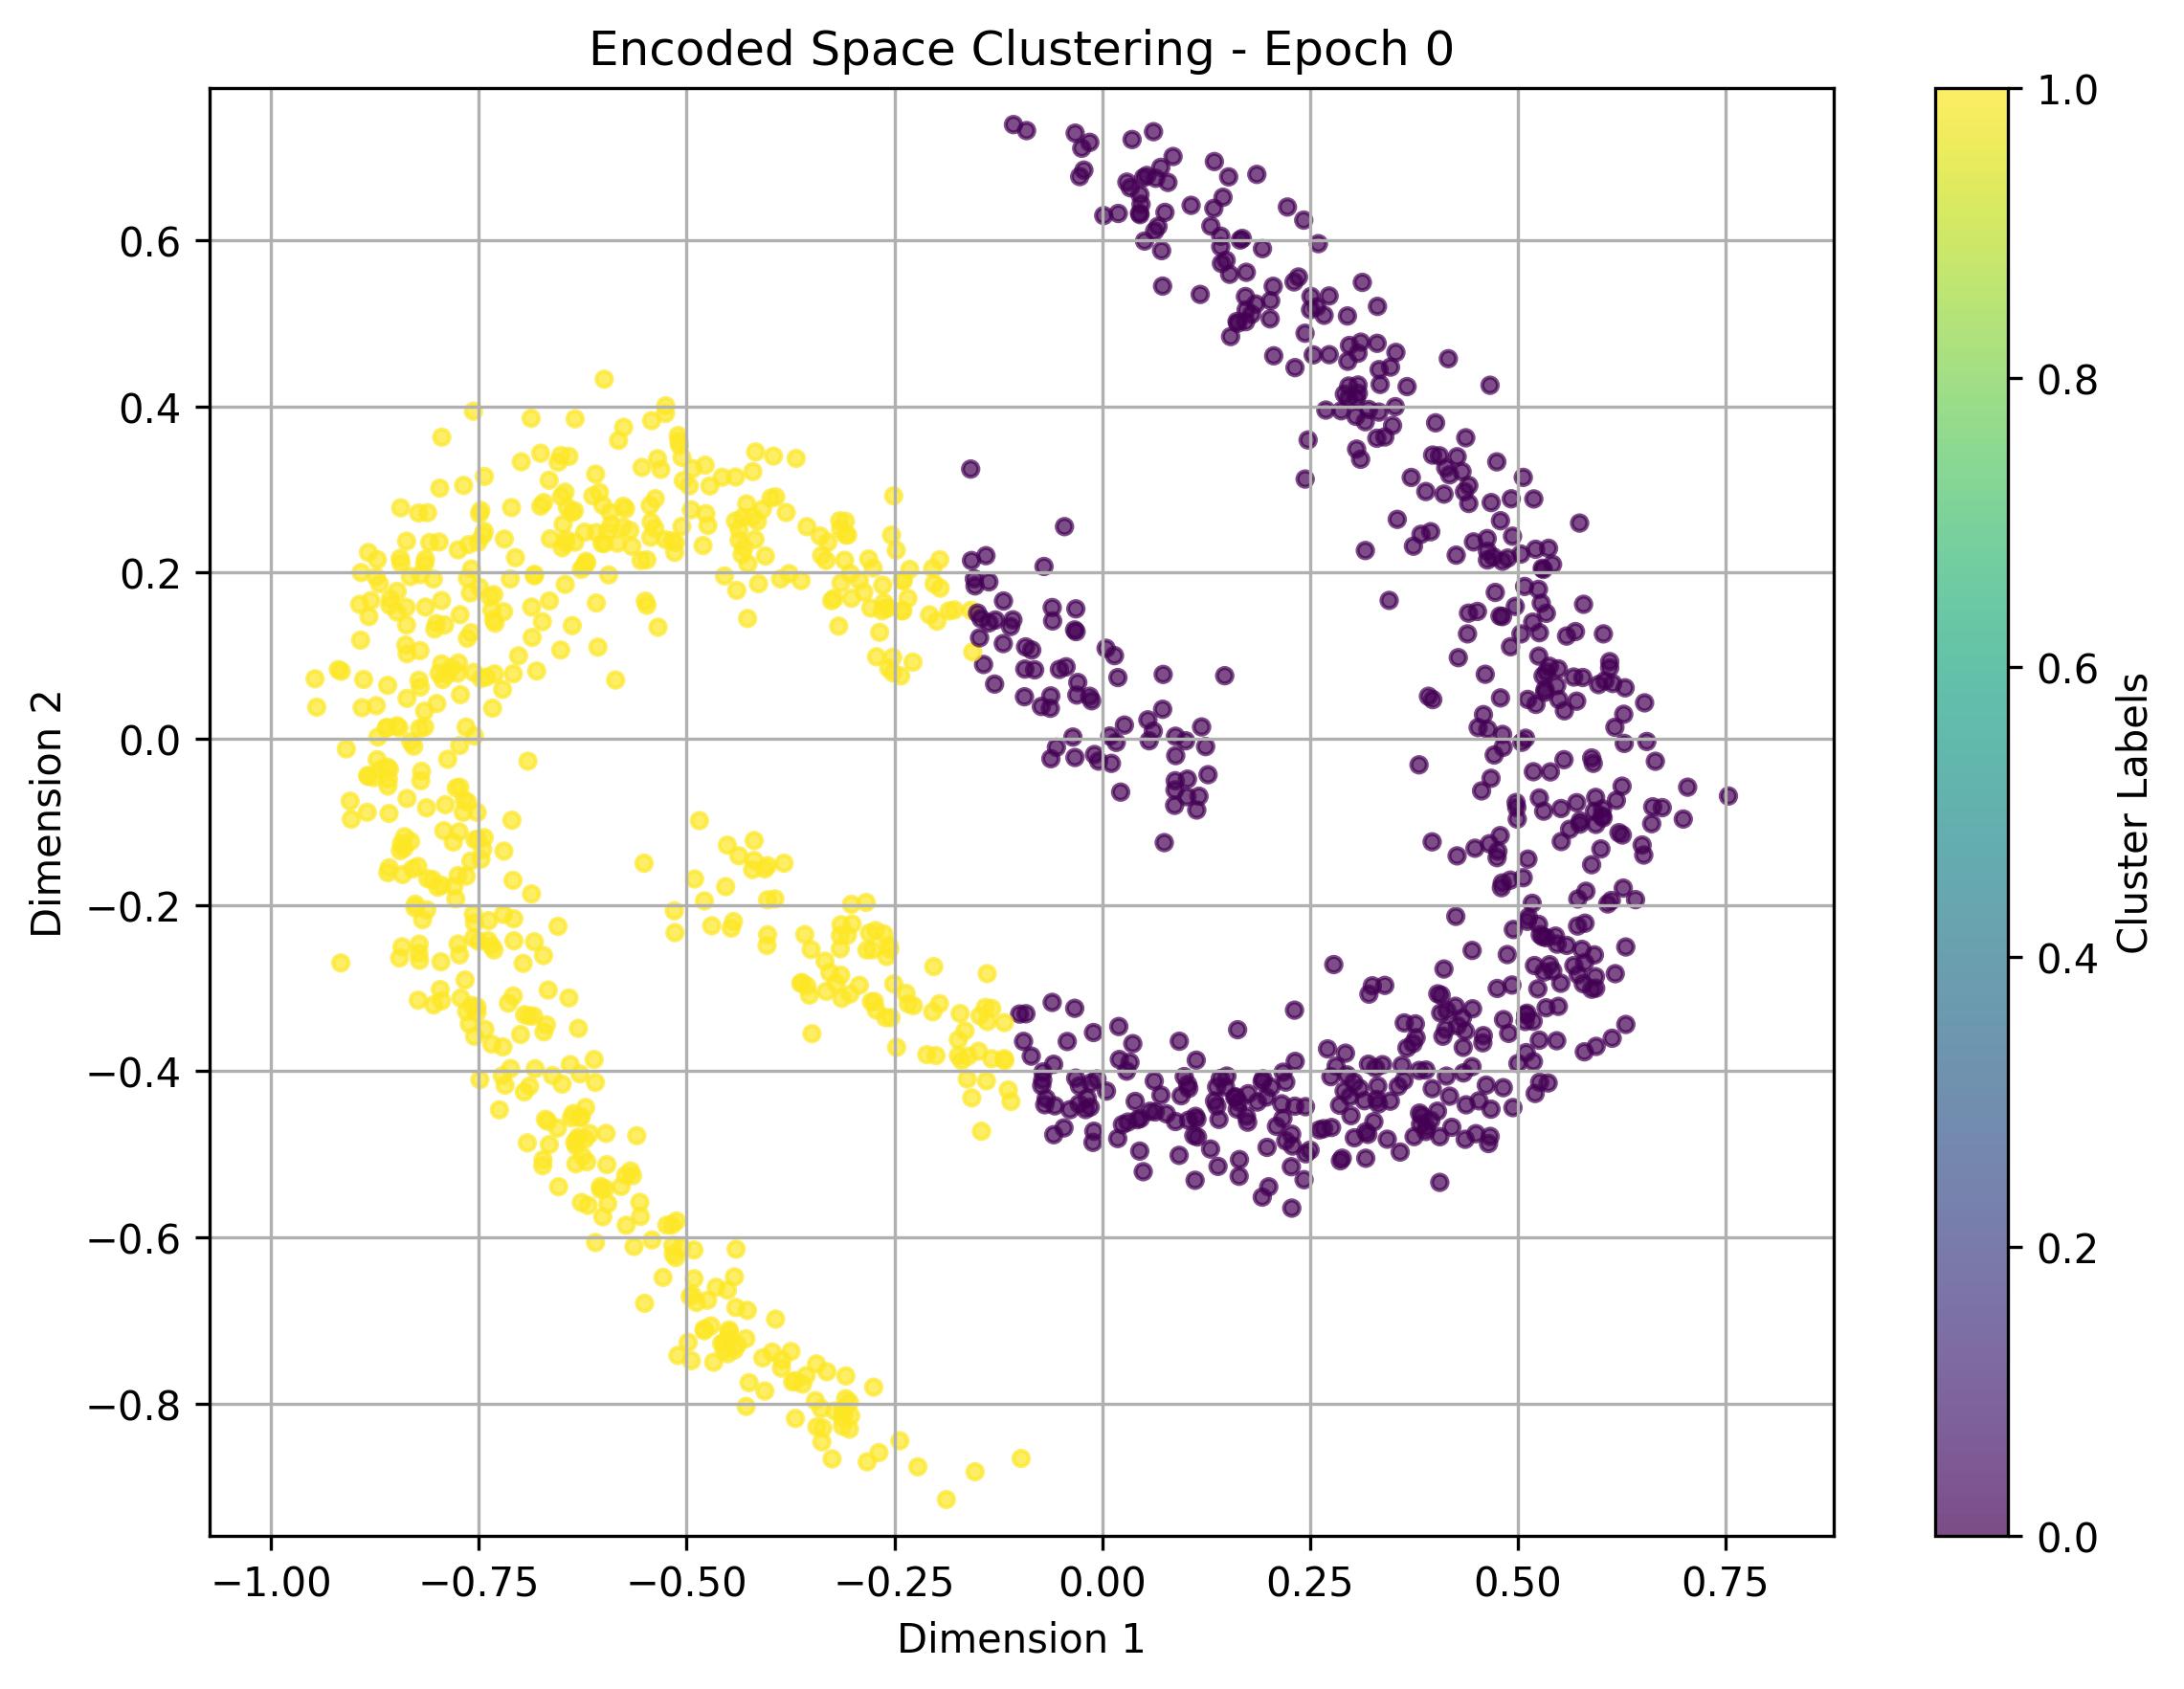 Encoded Space Clustering - Epoch 0
1.0
0.8
0.6
0.4
0.2
0.0
Cluster Labels
0.6
0.4
0.2
0.0
−0.2
−0.4
−0.6
−0.8
Dimension 2
−1.00 −0.75 −0.50 −0.25 0.00 0.25 0.50 0.75
Dimension 1